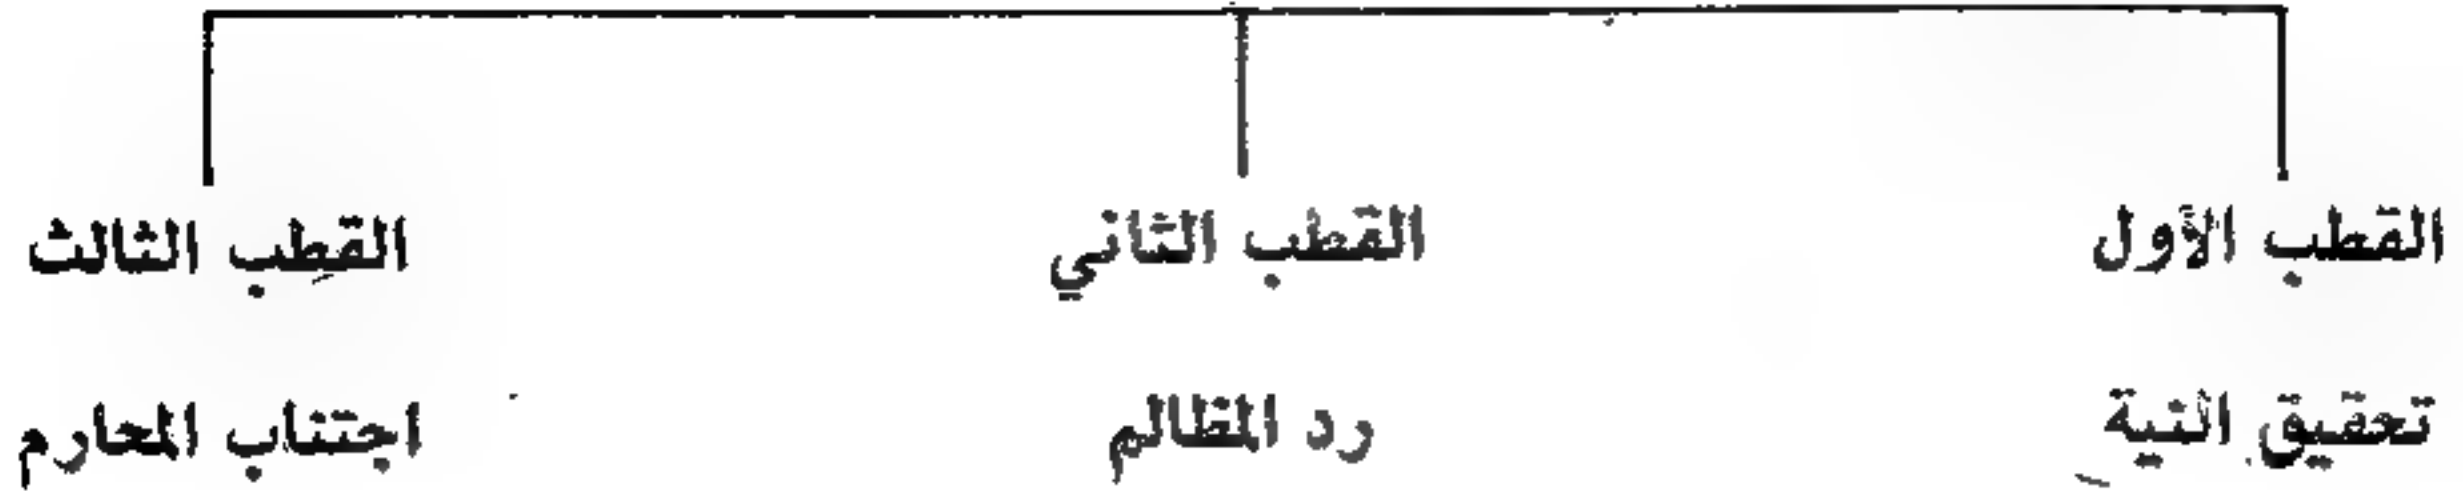 القطب الأول
تحقيق النية
القطب الثاني
رد المظالم
القطب الثالث
اجتناب المحارم